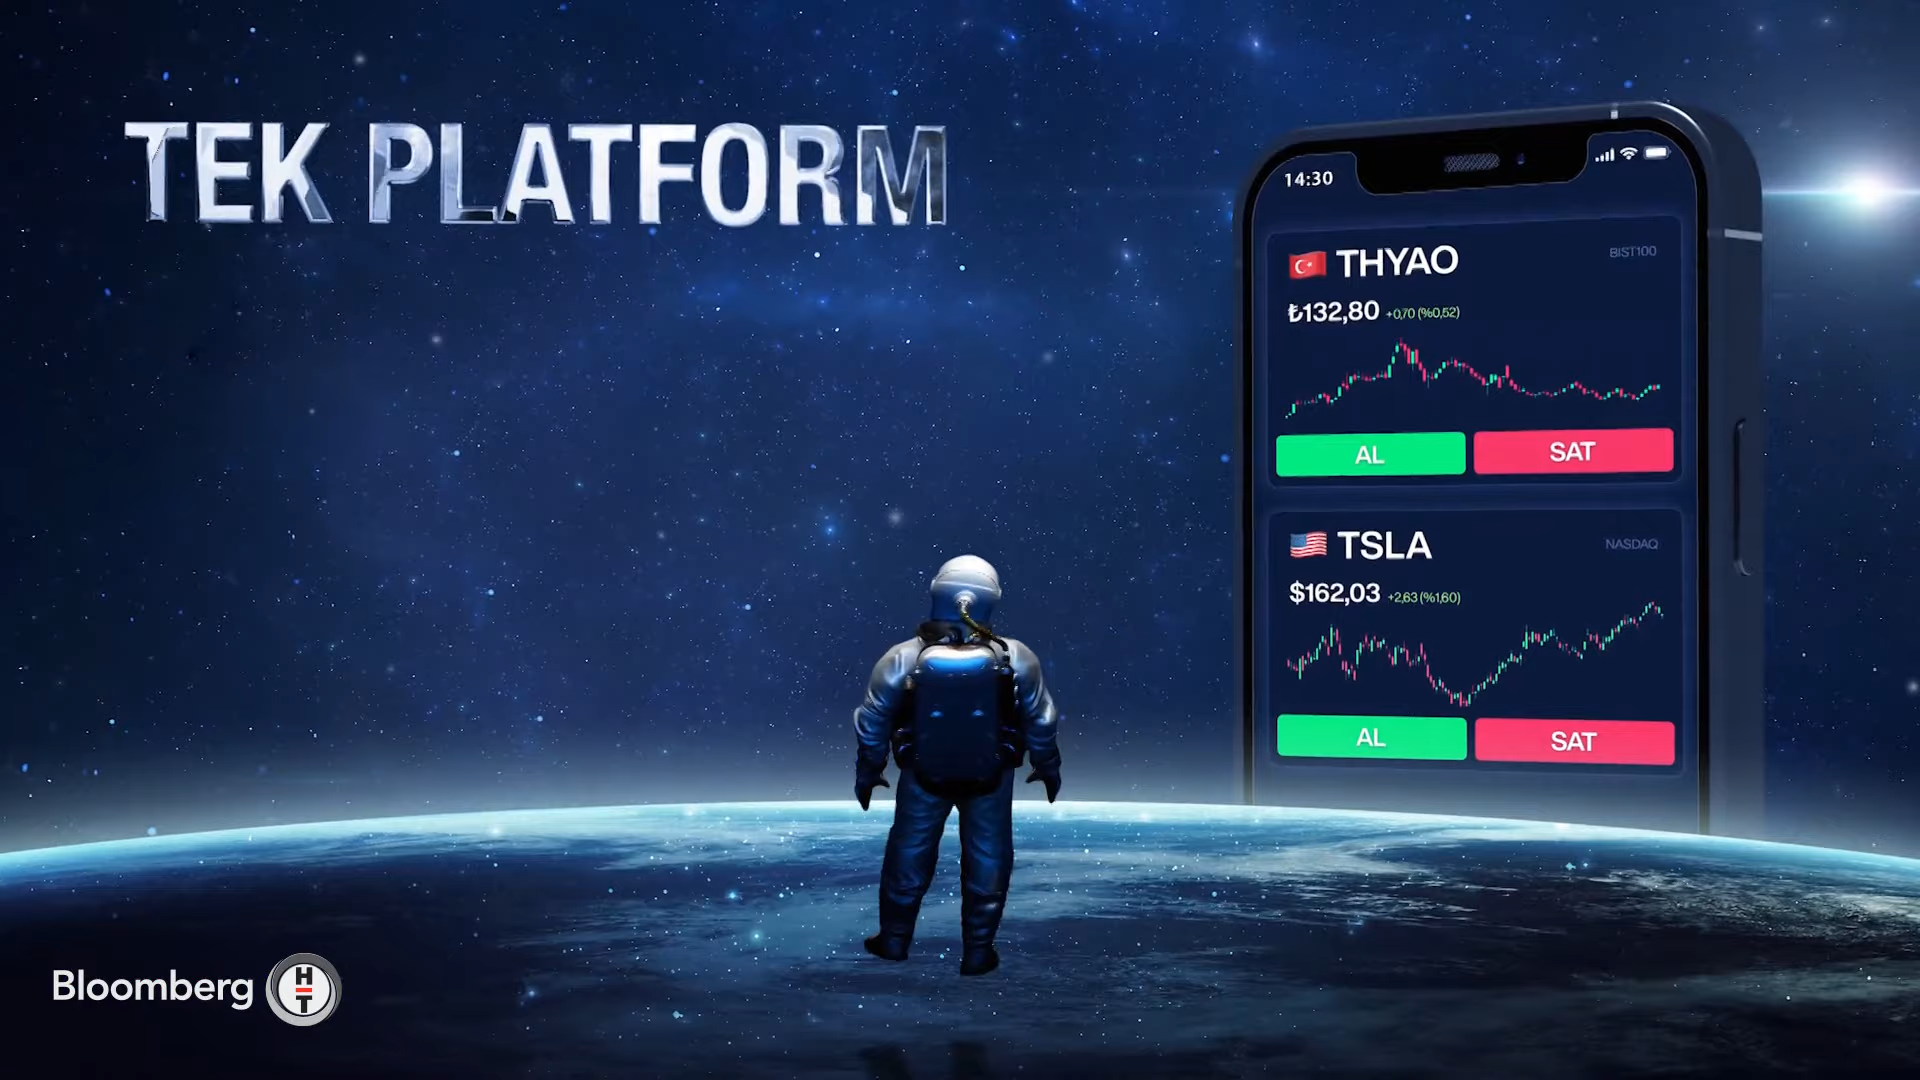 TEK PLATFORM
14:30
THYAO
BIST100
₺132,80 +0,70 (%0,52)
AL
SAT
TSLA
NASDAQ
$162,03 +2,63 (%1,60)
AL
SAT
Bloomberg HT